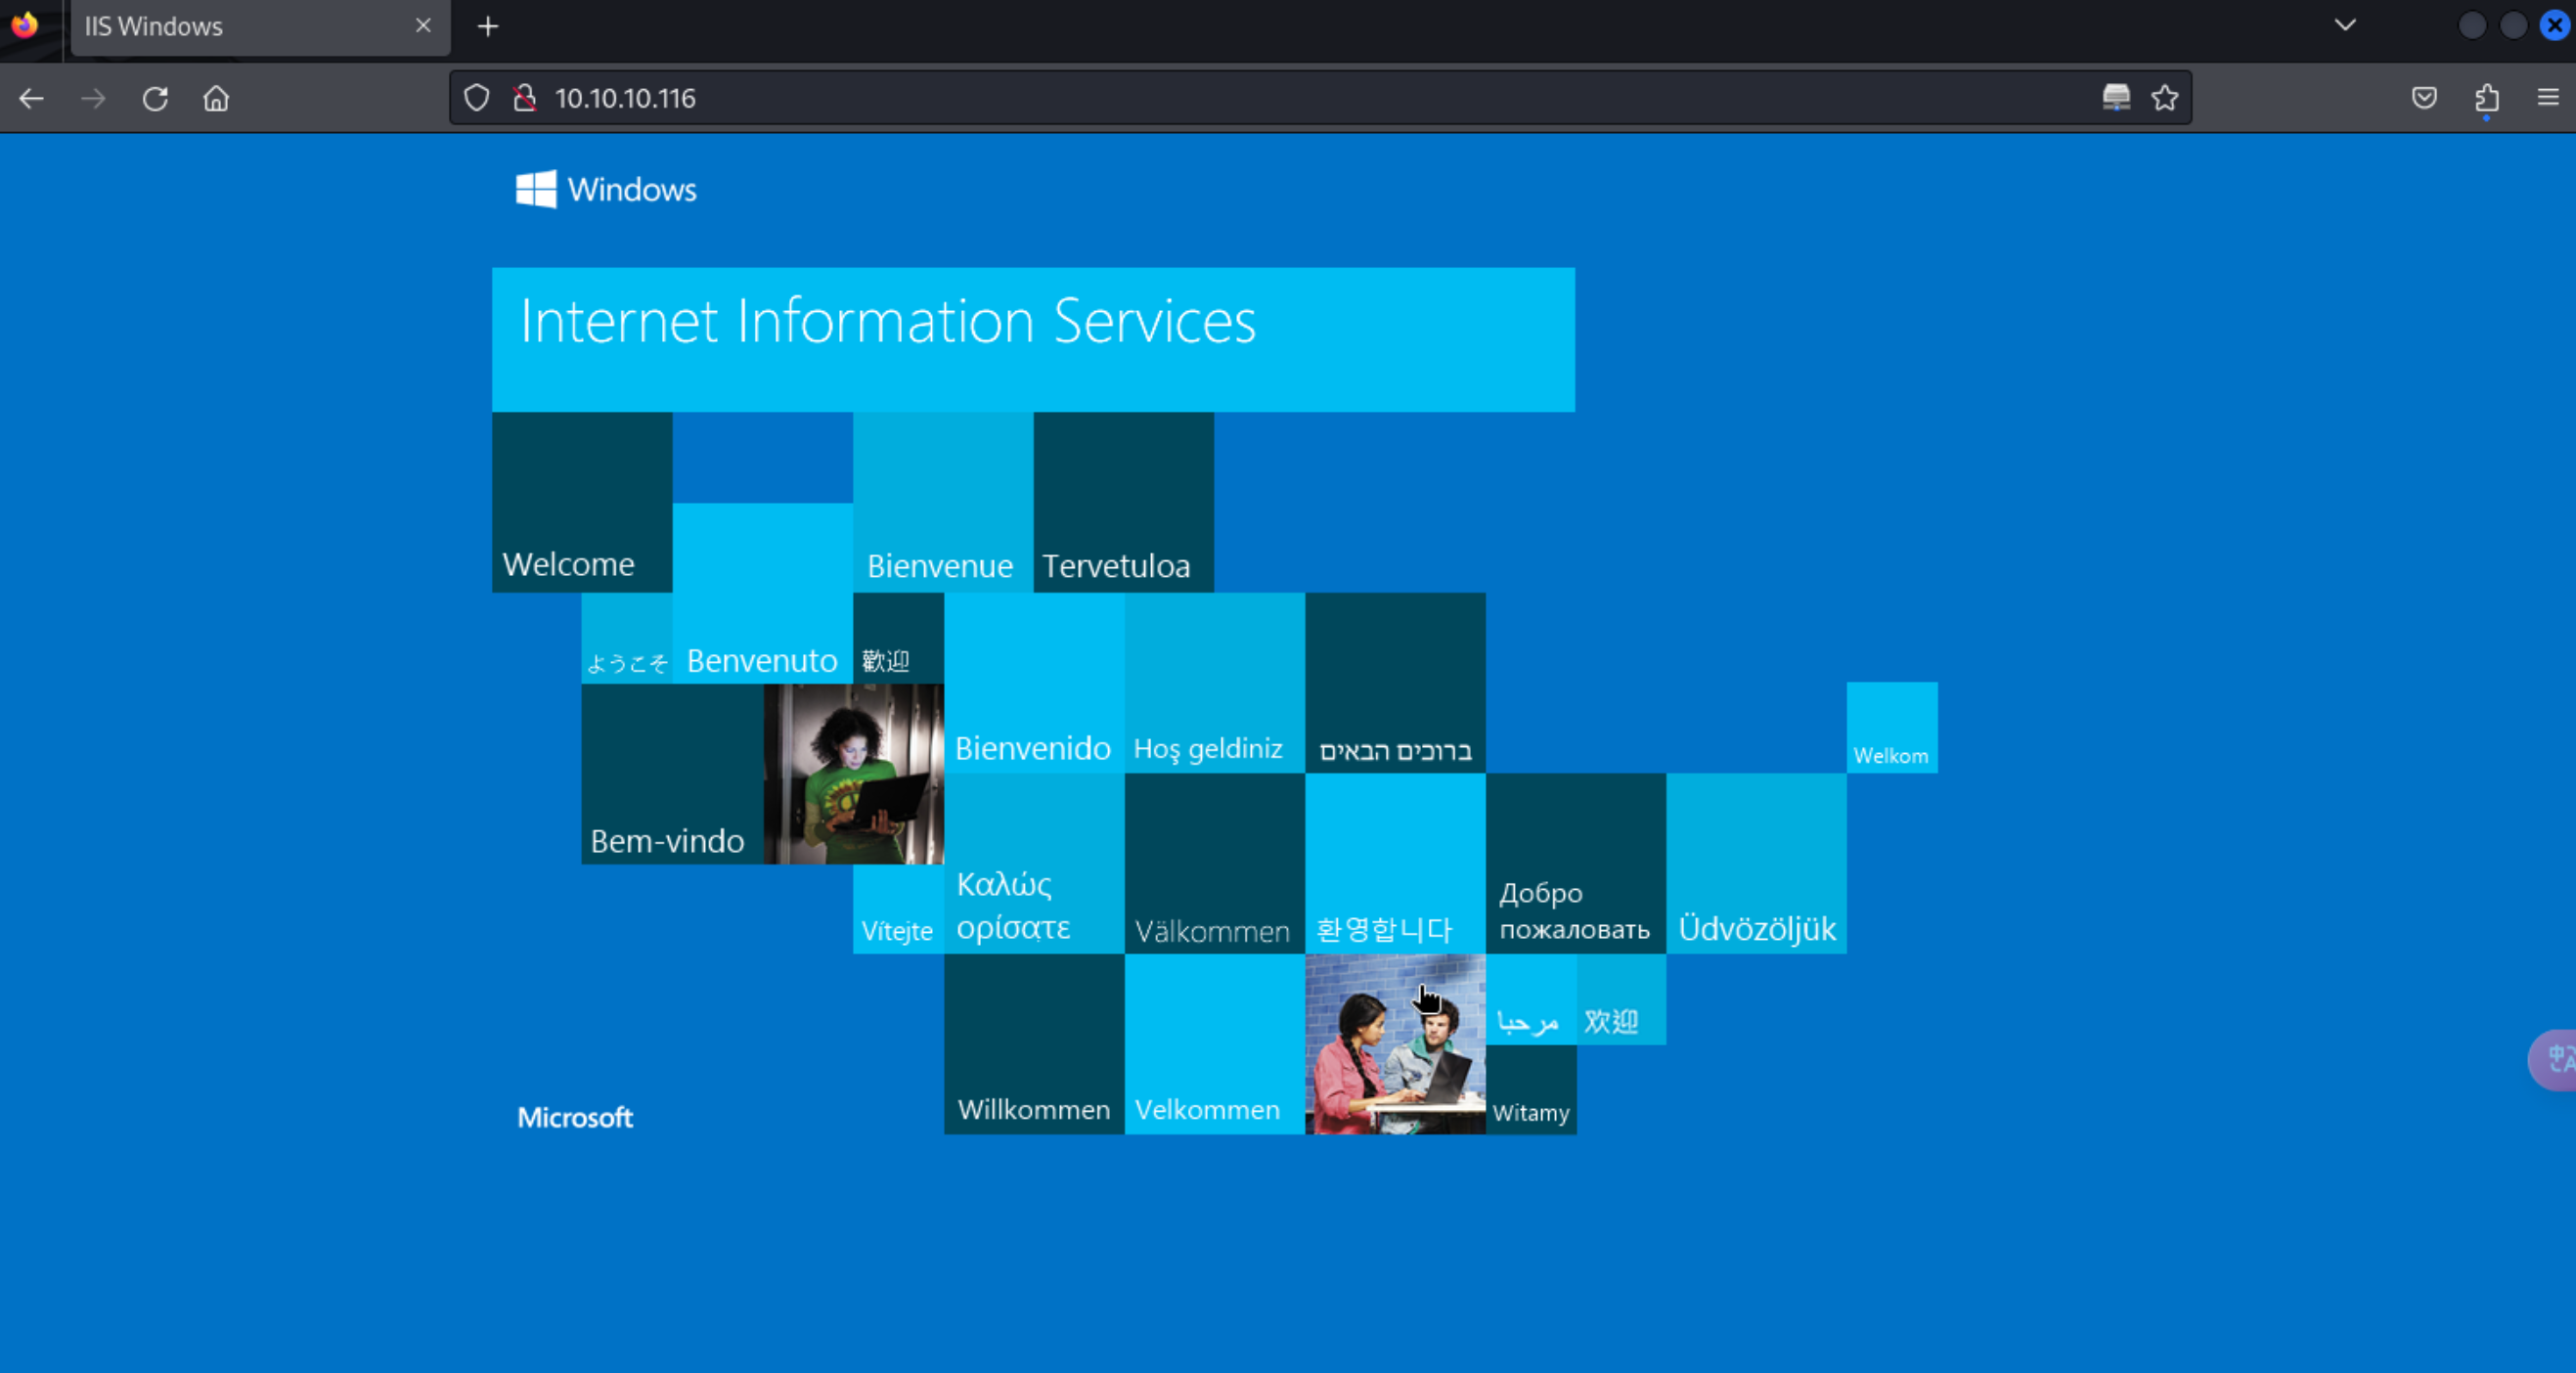 IIS Windows
10.10.10.116
Windows
Internet Information Services
Welcome
Bienvenue
Tervetuloa
ようこそ
Benvenuto
歡迎
Bienvenido
Hoş geldiniz
ברוכים הבאים
Welkom
Bem-vindo
Vítejte
Καλώς
ορίσατε
Välkommen
환영합니다
Добро
пожаловать
Üdvözöljük
مرحبا
欢迎
Willkommen
Velkommen
Witamy
Microsoft